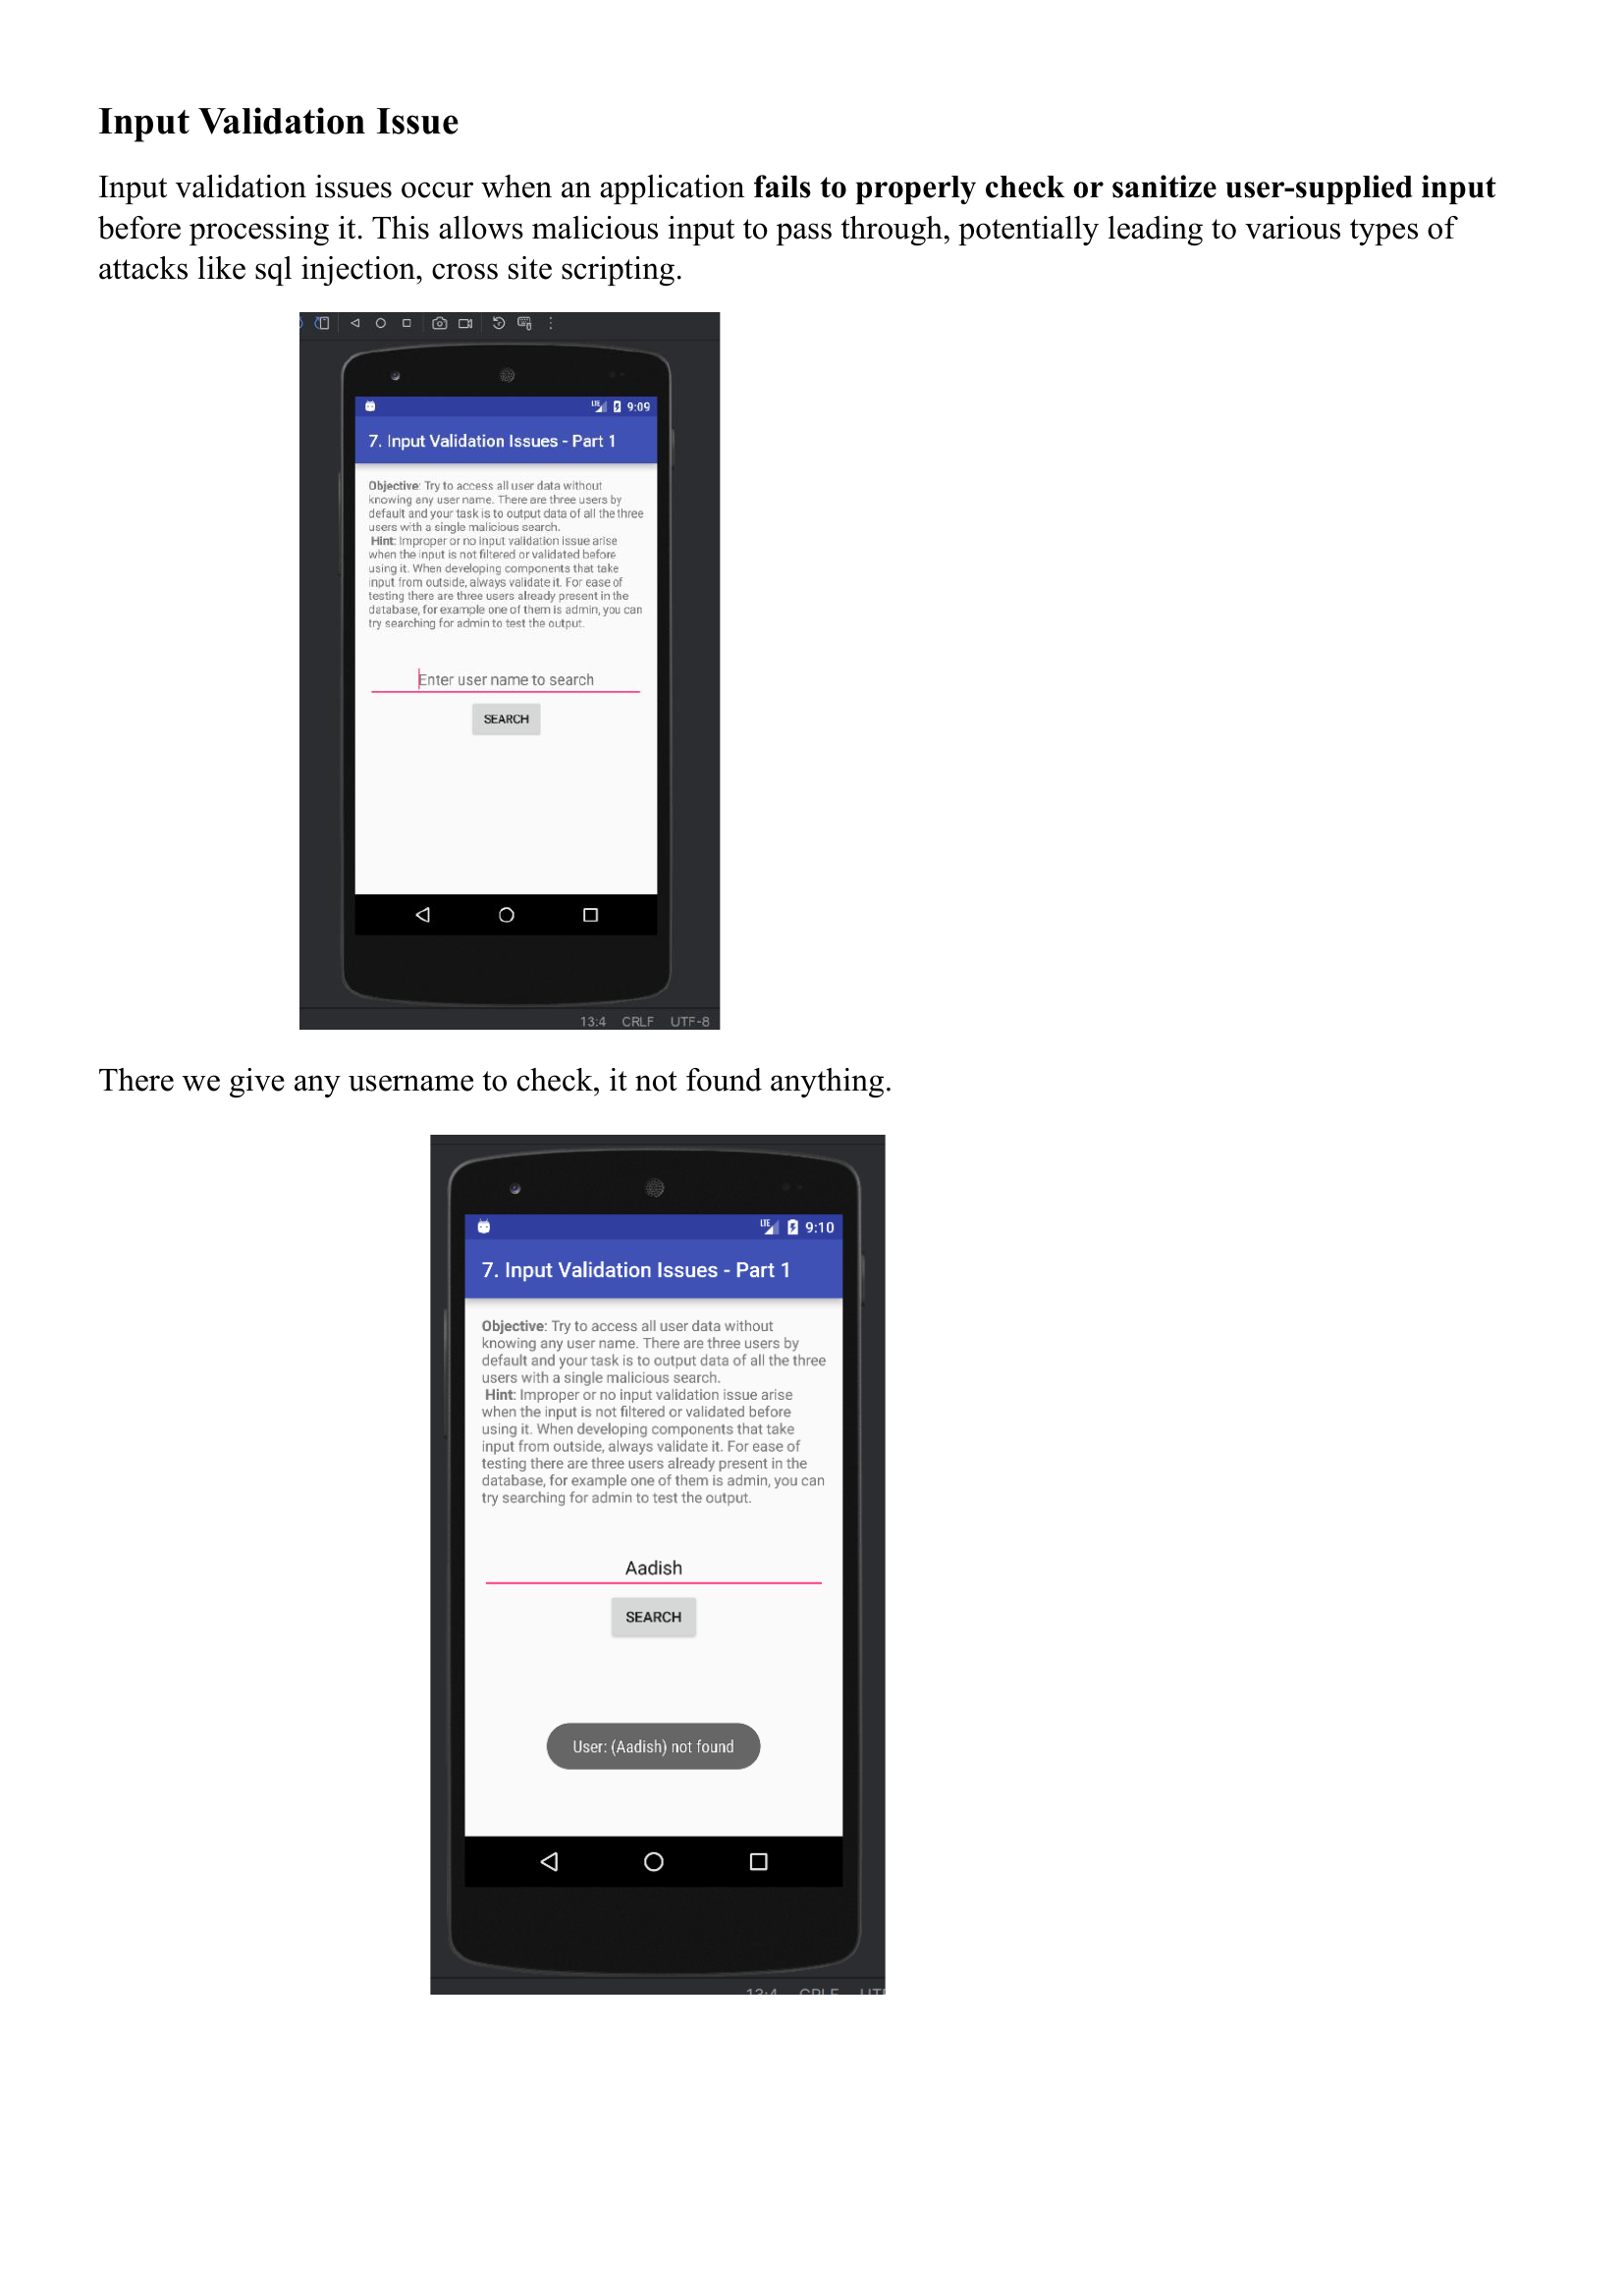 Input Validation Issue
Input validation issues occur when an application fails to properly check or sanitize user-supplied input
before processing it. This allows malicious input to pass through, potentially leading to various types of
attacks like sql injection, cross site scripting.
LTE 9:09
7. Input Validation Issues - Part 1
Objective: Try to access all user data without
knowing any user name. There are three users by
default and your task is to output data of all the three
users with a single malicious search.
Hint: Improper or no input validation issue arise
when the input is not filtered or validated before
using it. When developing components that take
input from outside, always validate it. For ease of
testing there are three users already present in the
database, for example one of them is admin, you can
try searching for admin to test the output.
Enter user name to search
SEARCH
13:4 CRLF UTF-8
There we give any username to check, it not found anything.
LTE 9:10
7. Input Validation Issues - Part 1
Objective: Try to access all user data without
knowing any user name. There are three users by
default and your task is to output data of all the three
users with a single malicious search.
Hint: Improper or no input validation issue arise
when the input is not filtered or validated before
using it. When developing components that take
input from outside, always validate it. For ease of
testing there are three users already present in the
database, for example one of them is admin, you can
try searching for admin to test the output.
Aadish
SEARCH
User: (Aadish) not found
13:4 CRLF